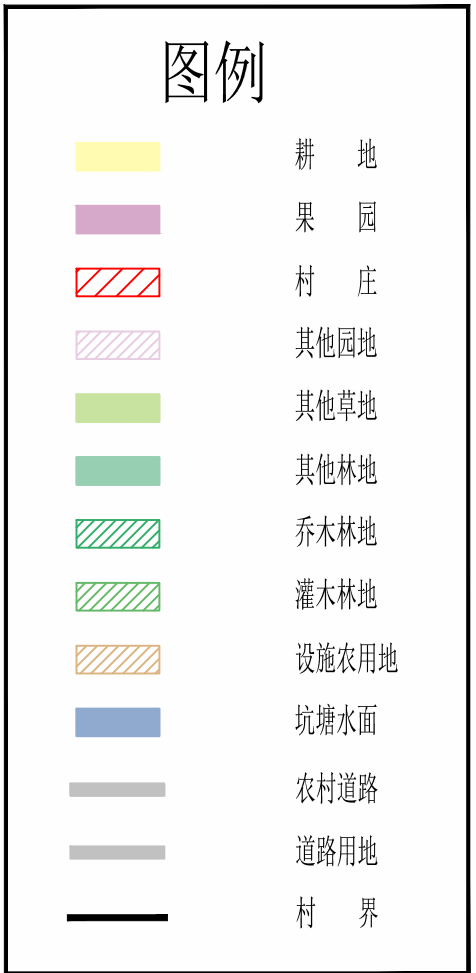 图例
耕 地
果 园
村 庄
其他园地
其他草地
其他林地
乔木林地
灌木林地
设施农用地
坑塘水面
农村道路
道路用地
村 界